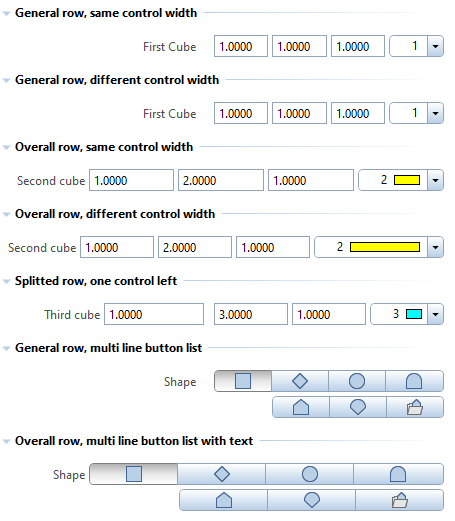 General row, same control width
First Cube 1.0000 1.0000 1.0000 1
General row, different control width
First Cube 1.0000 1.0000 1.0000 1
Overall row, same control width
Second cube 1.0000 2.0000 1.0000 2
Overall row, different control width
Second cube 1.0000 2.0000 1.0000 2
Splitted row, one control left
Third cube 1.0000 3.0000 1.0000 3
General row, multi line button list
Shape
Overall row, multi line button list with text
Shape